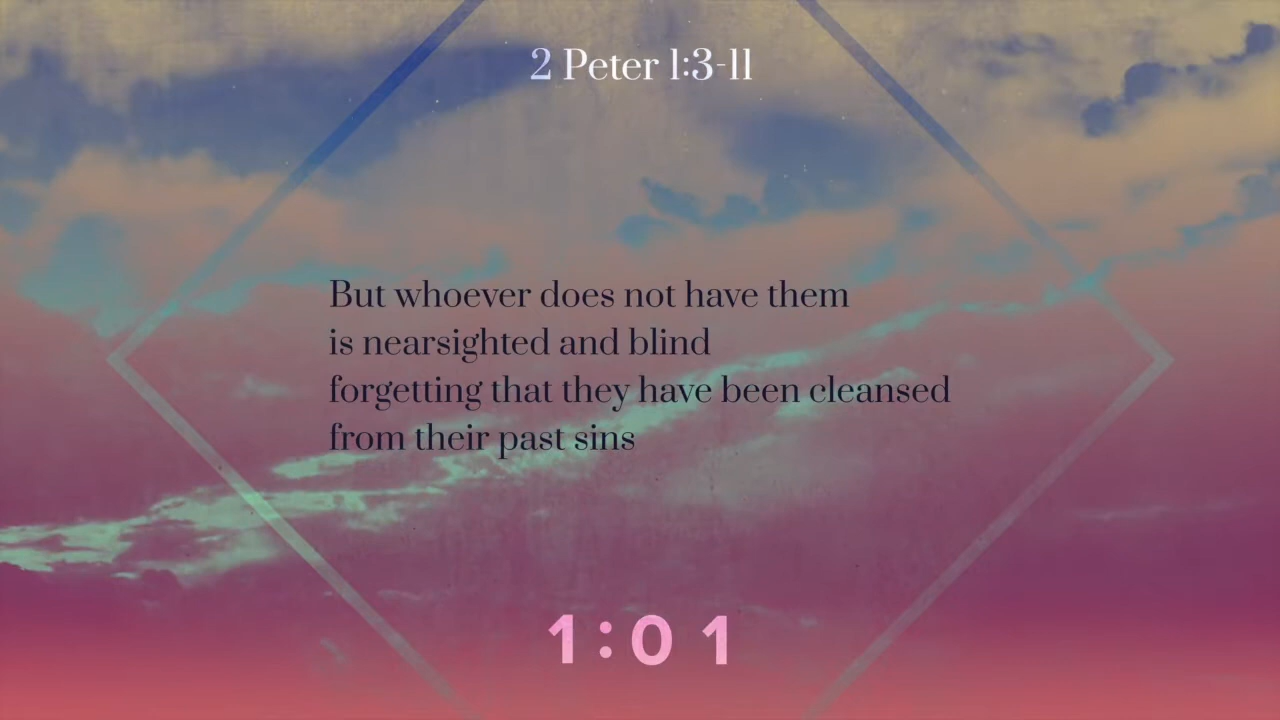 2 Peter 1:3-11
But whoever does not have them
is nearsighted and blind
forgetting that they have been cleansed
from their past sins
1:01